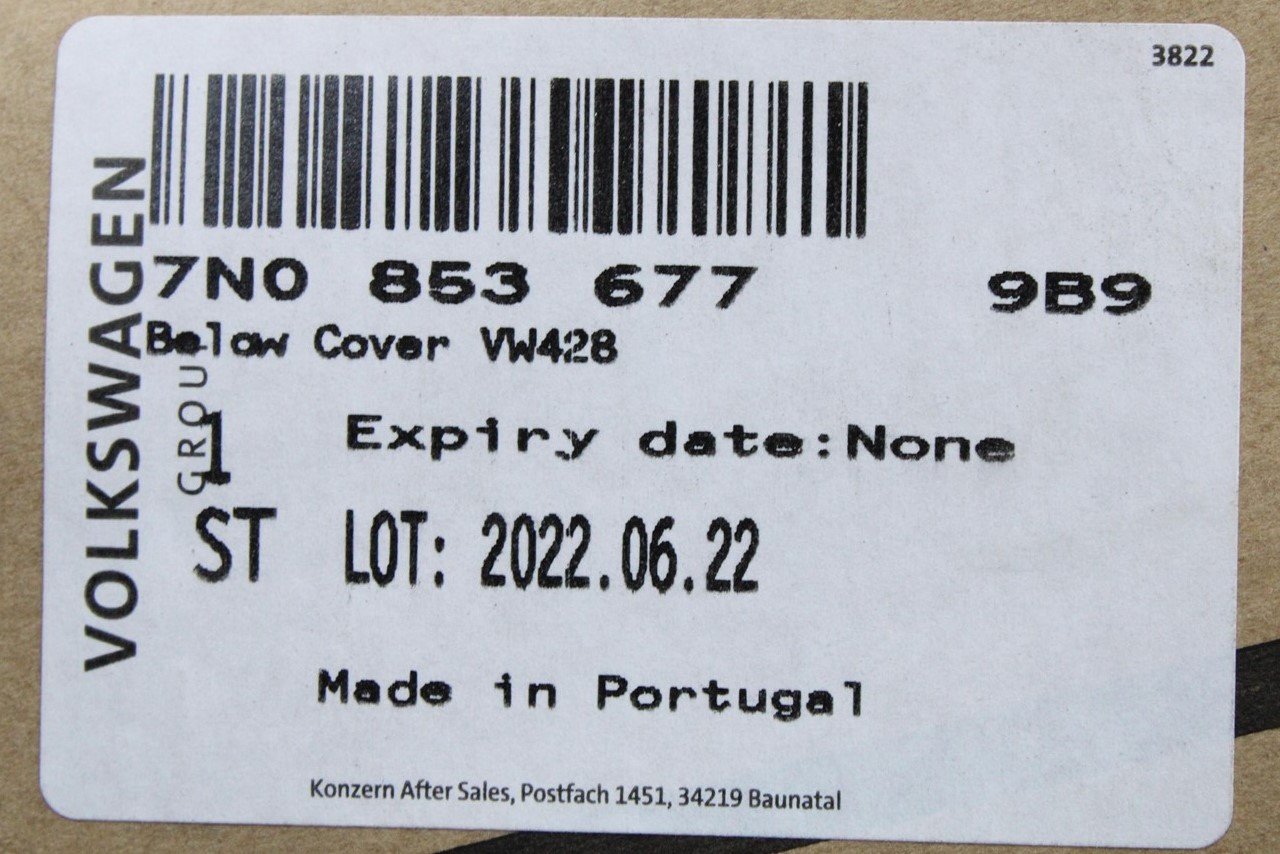 3822
VOLKSWAGEN
GROU
7N0 853 677 9B9
Below Cover VW428
1 Expiry date:None
ST LOT: 2022.06.22
Made in Portugal
Konzern After Sales, Postfach 1451, 34219 Baunatal